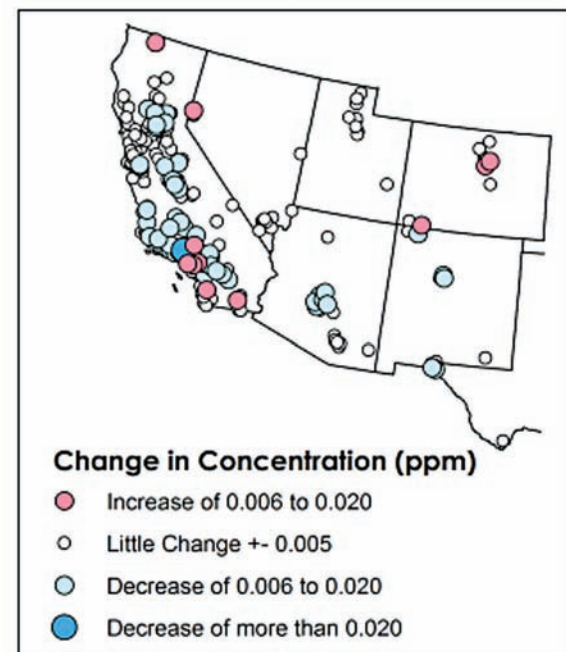 Change in Concentration (ppm)
Increase of 0.006 to 0.020
Little Change +- 0.005
Decrease of 0.006 to 0.020
Decrease of more than 0.020